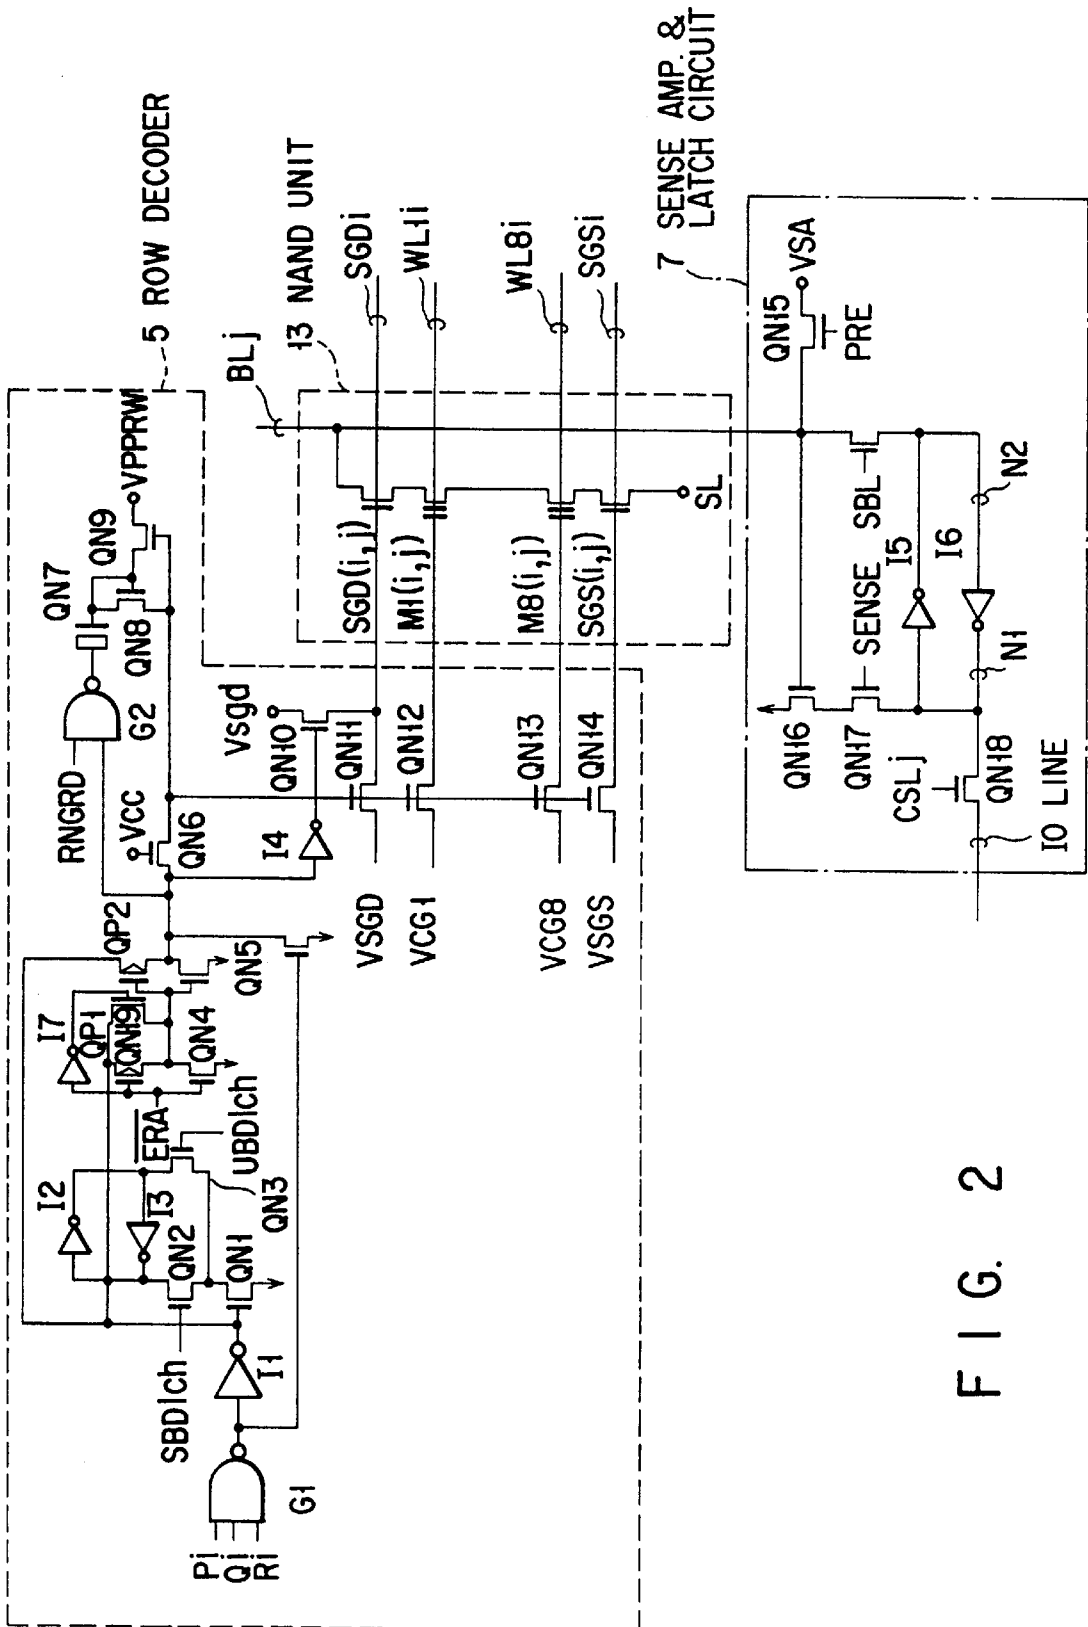 5 ROW DECODER
VPPRW
QN9
QN7
QN8
G2
RNGRD
VCC
QN6
QP2
QN5
I7
QP1
QN19
QN4
ERA
UBDlch
I2
I3
QN3
QN2
QN1
SBDlch
I1
G1
Pi
Qi
Ri
I4
Vsgd
QN10
QN11
QN12
QN13
QN14
VSGD
VCG1
VCG8
VSGS
BLj
13 NAND UNIT
SGDi
WL1i
WL8i
SGSi
SGD(i,j)
M1(i,j)
M8(i,j)
SGS(i,j)
SL
7 SENSE AMP. &
LATCH CIRCUIT
VSA
QN15
PRE
QN16
QN17
SENSE
SBL
I5
I6
N2
N1
CSLj
QN18
IO LINE
FIG. 2